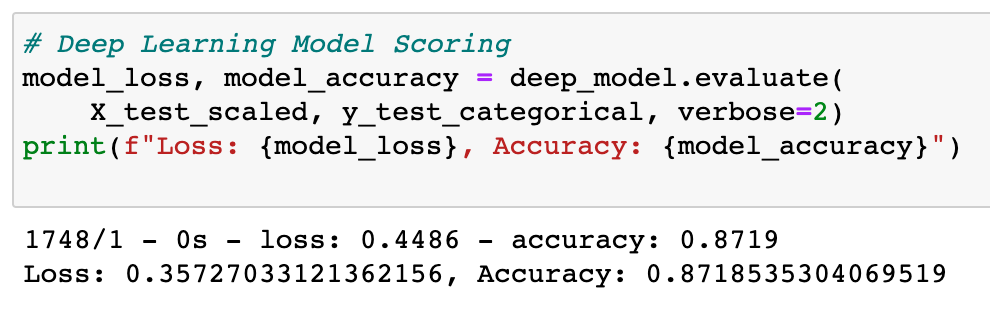 # Deep Learning Model Scoring
model_loss, model_accuracy = deep_model.evaluate(
    X_test_scaled, y_test_categorical, verbose=2)
print(f"Loss: {model_loss}, Accuracy: {model_accuracy}")
1748/1 - 0s - loss: 0.4486 - accuracy: 0.8719
Loss: 0.35727033121362156, Accuracy: 0.8718535304069519